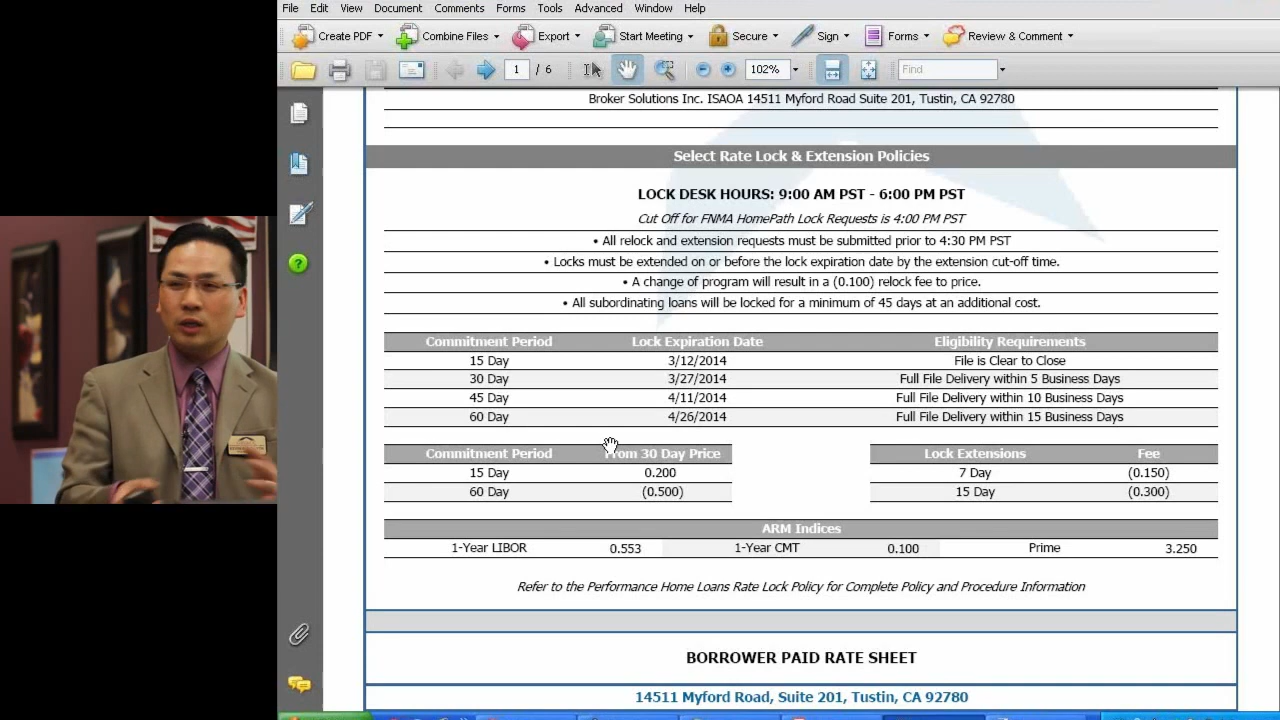 File Edit View Document Comments Forms Tools Advanced Window Help
Create PDF Combine Files Export Start Meeting Secure Sign Forms Review & Comment
1 / 6 102% Find
Broker Solutions Inc. ISAOA 14511 Myford Road Suite 201, Tustin, CA 92780
Select Rate Lock & Extension Policies
LOCK DESK HOURS: 9:00 AM PST - 6:00 PM PST
Cut Off for FNMA HomePath Lock Requests is 4:00 PM PST
• All relock and extension requests must be submitted prior to 4:30 PM PST
• Locks must be extended on or before the lock expiration date by the extension cut-off time.
• A change of program will result in a (0.100) relock fee to price.
• All subordinating loans will be locked for a minimum of 45 days at an additional cost.
Commitment Period Lock Expiration Date Eligibility Requirements
15 Day 3/12/2014 File is Clear to Close
30 Day 3/27/2014 Full File Delivery within 5 Business Days
45 Day 4/11/2014 Full File Delivery within 10 Business Days
60 Day 4/26/2014 Full File Delivery within 15 Business Days
Commitment Period From 30 Day Price Lock Extensions Fee
15 Day 0.200 7 Day (0.150)
60 Day (0.500) 15 Day (0.300)
ARM Indices
1-Year LIBOR 0.553 1-Year CMT 0.100 Prime 3.250
Refer to the Performance Home Loans Rate Lock Policy for Complete Policy and Procedure Information
BORROWER PAID RATE SHEET
14511 Myford Road, Suite 201, Tustin, CA 92780